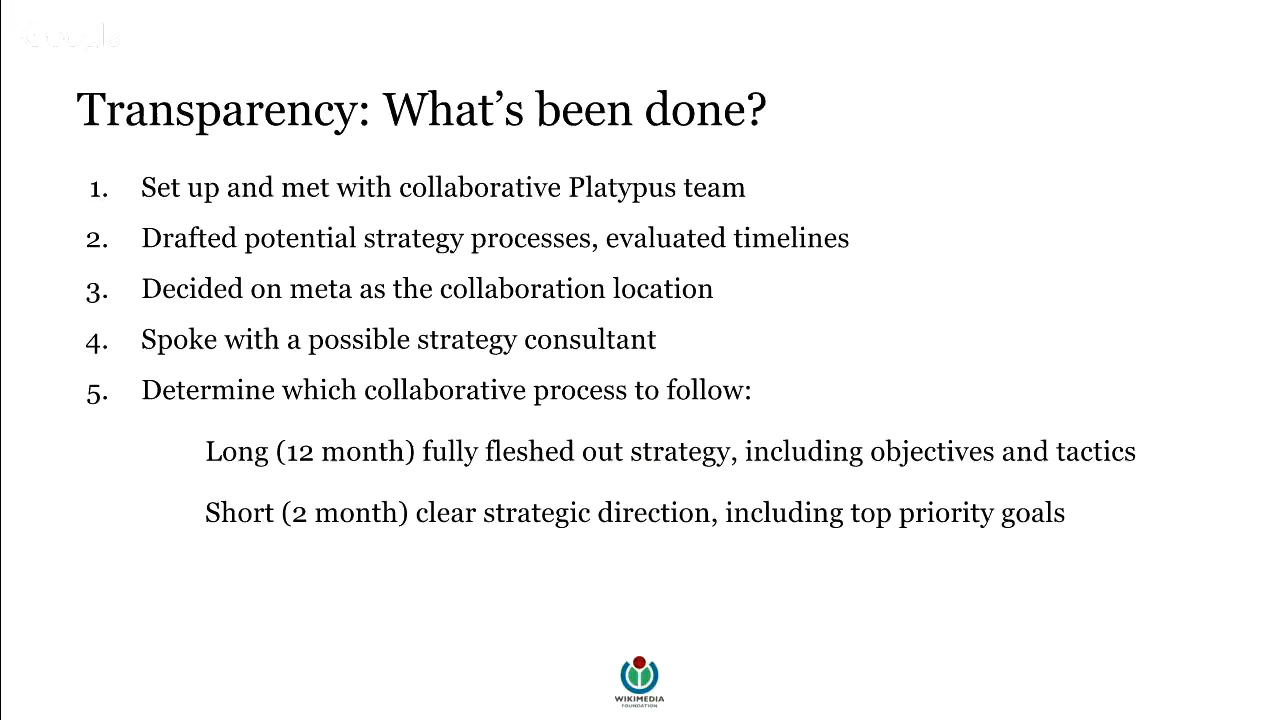 Transparency: What's been done?
1. Set up and met with collaborative Platypus team
2. Drafted potential strategy processes, evaluated timelines
3. Decided on meta as the collaboration location
4. Spoke with a possible strategy consultant
5. Determine which collaborative process to follow:
Long (12 month) fully fleshed out strategy, including objectives and tactics
Short (2 month) clear strategic direction, including top priority goals
WIKIMEDIA
FOUNDATION